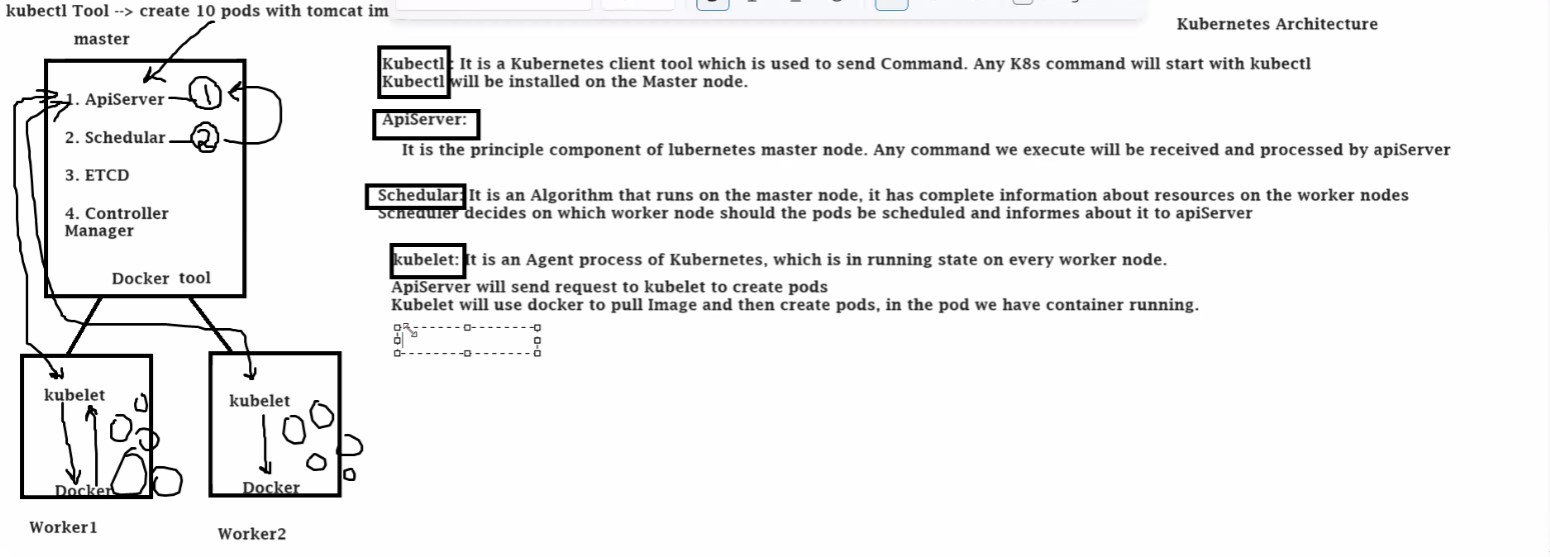 kubectl Tool --> create 10 pods with tomcat im
Kubernetes Architecture
master
1. ApiServer 1
2. Schedular 2
3. ETCD
4. Controller
Manager
Docker tool
kubelet
Docker
Worker1
kubelet
Docker
Worker2
Kubectl : It is a Kubernetes client tool which is used to send Command. Any K8s command will start with kubectl
Kubectl will be installed on the Master node.
ApiServer:
It is the principle component of lubernetes master node. Any command we execute will be received and processed by apiServer
Schedular: It is an Algorithm that runs on the master node, it has complete information about resources on the worker nodes
Scheduler decides on which worker node should the pods be scheduled and informes about it to apiServer
kubelet: It is an Agent process of Kubernetes, which is in running state on every worker node.
ApiServer will send request to kubelet to create pods
Kubelet will use docker to pull Image and then create pods, in the pod we have container running.